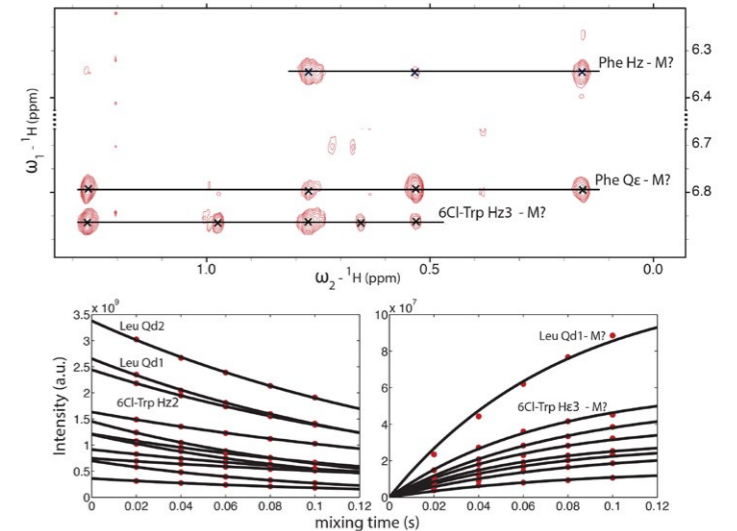 6.3
Phe Hz - M?
6.4
ω1 - 1H (ppm)
6.7
Phe Qε - M?
6.8
6Cl-Trp Hz3 - M?
1.0 0.5 0.0
ω2 - 1H (ppm)
3.5 x 10^9
Leu Qd2
3
2.5
Leu Qd1
2
6Cl-Trp Hz2
1.5
1
0.5
0
Intensity (a.u.)
0 0.02 0.04 0.06 0.08 0.10 0.12
10 x 10^7
Leu Qd1- M?
8
6
6Cl-Trp Hε3 - M?
4
2
0
0 0.02 0.04 0.06 0.08 0.10 0.12
mixing time (s)